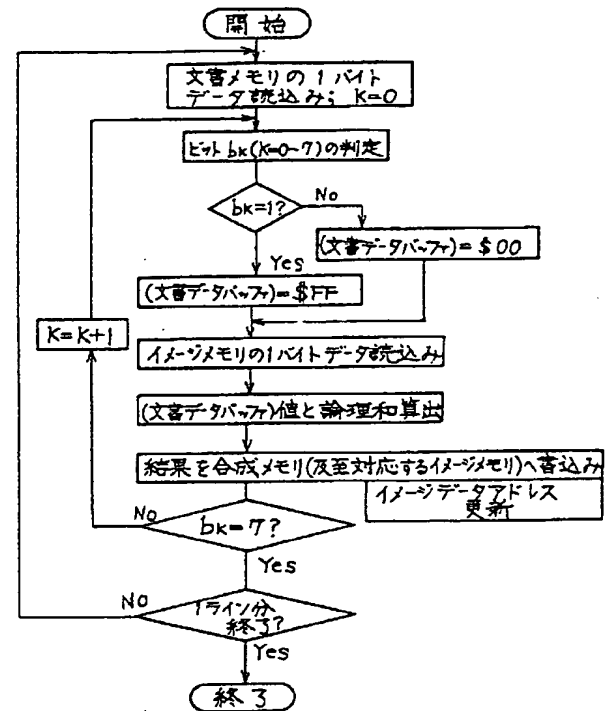 開始
文書メモリの1バイト
データ読込み; K=0
ビット bK(K=0~7)の判定
bK=1?
No
(文書データバッファ)=$00
Yes
(文書データバッファ)=$FF
K=K+1
イメージメモリの1バイトデータ読込み
(文書データバッファ)値と論理和算出
結果を合成メモリ(及至対応するイメージメモリ)へ書込み
イメージデータアドレス
更新
No
bK=7?
Yes
NO
1ライン分
終了?
Yes
終了